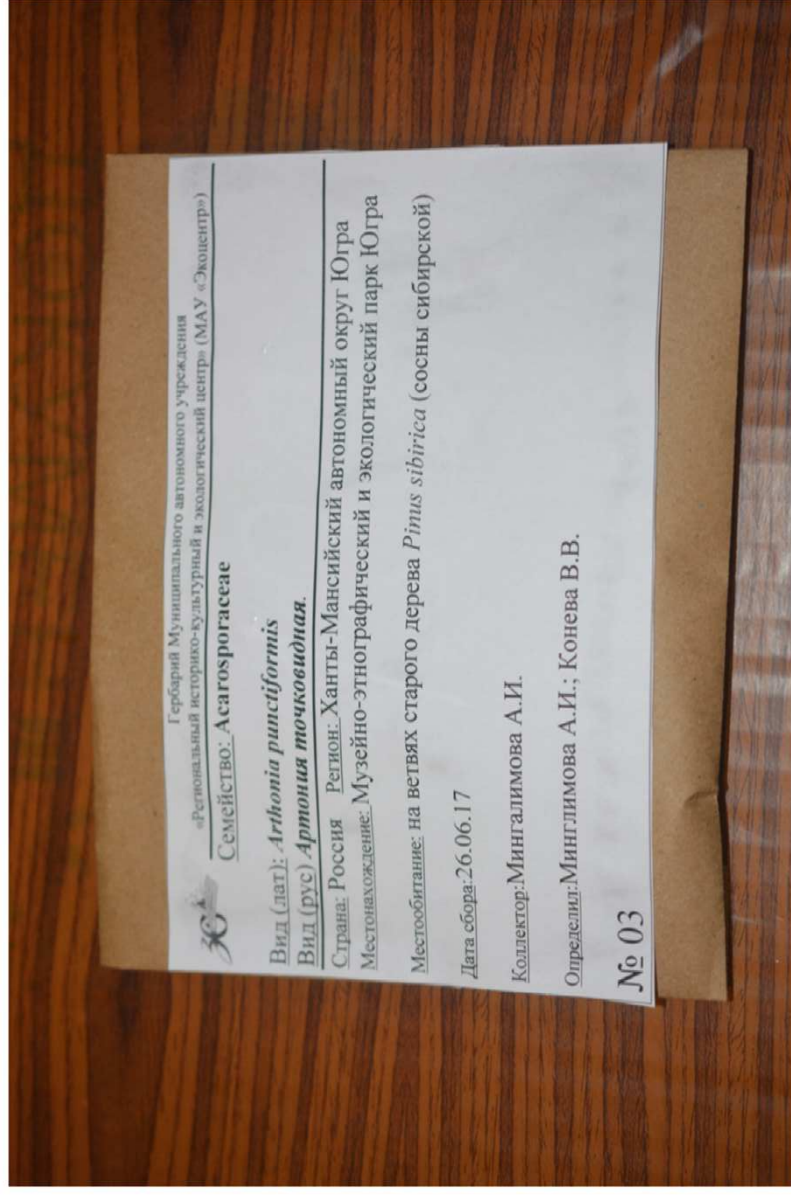 Гербарий Муниципального автономного учреждения
«Региональный историко-культурный и экологический центр» (МАУ «Экоцентр»)
Семейство: Acarosporaceae
Вид (лат): Arthonia punctiformis
Вид (рус) Артония точковидная.
Страна: Россия Регион: Ханты-Мансийский автономный округ Югра
Местонахождение: Музейно-этнографический и экологический парк Югра
Местообитание: на ветвях старого дерева Pinus sibirica (сосны сибирской)
Дата сбора:26.06.17
Коллектор:Мингалимова А.И.
Определил:Минглимова А.И.; Конева В.В.
№ 03